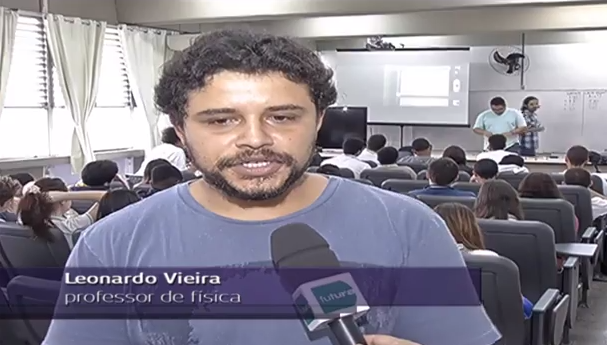 Leonardo Vieira
professor de física
futura